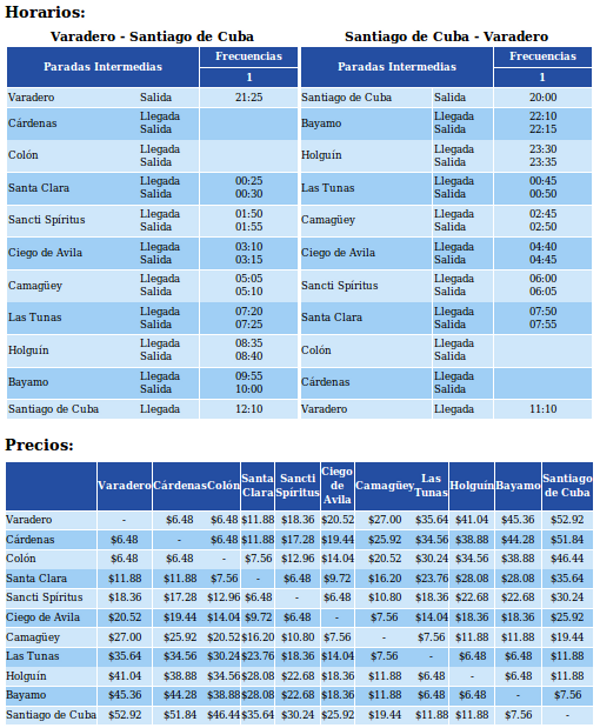 Horarios:
Varadero - Santiago de Cuba
Paradas Intermedias Frecuencias
1
Varadero Salida 21:25
Cárdenas Llegada
Salida
Colón Llegada
Salida
Santa Clara Llegada 00:25
Salida 00:30
Sancti Spíritus Llegada 01:50
Salida 01:55
Ciego de Avila Llegada 03:10
Salida 03:15
Camagüey Llegada 05:05
Salida 05:10
Las Tunas Llegada 07:20
Salida 07:25
Holguín Llegada 08:35
Salida 08:40
Bayamo Llegada 09:55
Salida 10:00
Santiago de Cuba Llegada 12:10
Santiago de Cuba - Varadero
Paradas Intermedias Frecuencias
1
Santiago de Cuba Salida 20:00
Bayamo Llegada 22:10
Salida 22:15
Holguín Llegada 23:30
Salida 23:35
Las Tunas Llegada 00:45
Salida 00:50
Camagüey Llegada 02:45
Salida 02:50
Ciego de Avila Llegada 04:40
Salida 04:45
Sancti Spíritus Llegada 06:00
Salida 06:05
Santa Clara Llegada 07:50
Salida 07:55
Colón Llegada
Salida
Cárdenas Llegada
Salida
Varadero Llegada 11:10
Precios:
Varadero Cárdenas Colón Santa Clara Sancti Spíritus Ciego de Avila Camagüey Las Tunas Holguín Bayamo Santiago de Cuba
Varadero - $6.48 $6.48 $11.88 $18.36 $20.52 $27.00 $35.64 $41.04 $45.36 $52.92
Cárdenas $6.48 - $6.48 $11.88 $17.28 $19.44 $25.92 $34.56 $38.88 $44.28 $51.84
Colón $6.48 $6.48 - $7.56 $12.96 $14.04 $20.52 $30.24 $34.56 $38.88 $46.44
Santa Clara $11.88 $11.88 $7.56 - $6.48 $9.72 $16.20 $23.76 $28.08 $28.08 $35.64
Sancti Spíritus $18.36 $17.28 $12.96 $6.48 - $6.48 $10.80 $18.36 $22.68 $22.68 $30.24
Ciego de Avila $20.52 $19.44 $14.04 $9.72 $6.48 - $7.56 $14.04 $18.36 $18.36 $25.92
Camagüey $27.00 $25.92 $20.52 $16.20 $10.80 $7.56 - $7.56 $11.88 $11.88 $19.44
Las Tunas $35.64 $34.56 $30.24 $23.76 $18.36 $14.04 $7.56 - $6.48 $6.48 $11.88
Holguín $41.04 $38.88 $34.56 $28.08 $22.68 $18.36 $11.88 $6.48 - $6.48 $11.88
Bayamo $45.36 $44.28 $38.88 $28.08 $22.68 $18.36 $11.88 $6.48 $6.48 - $7.56
Santiago de Cuba $52.92 $51.84 $46.44 $35.64 $30.24 $25.92 $19.44 $11.88 $11.88 $7.56 -